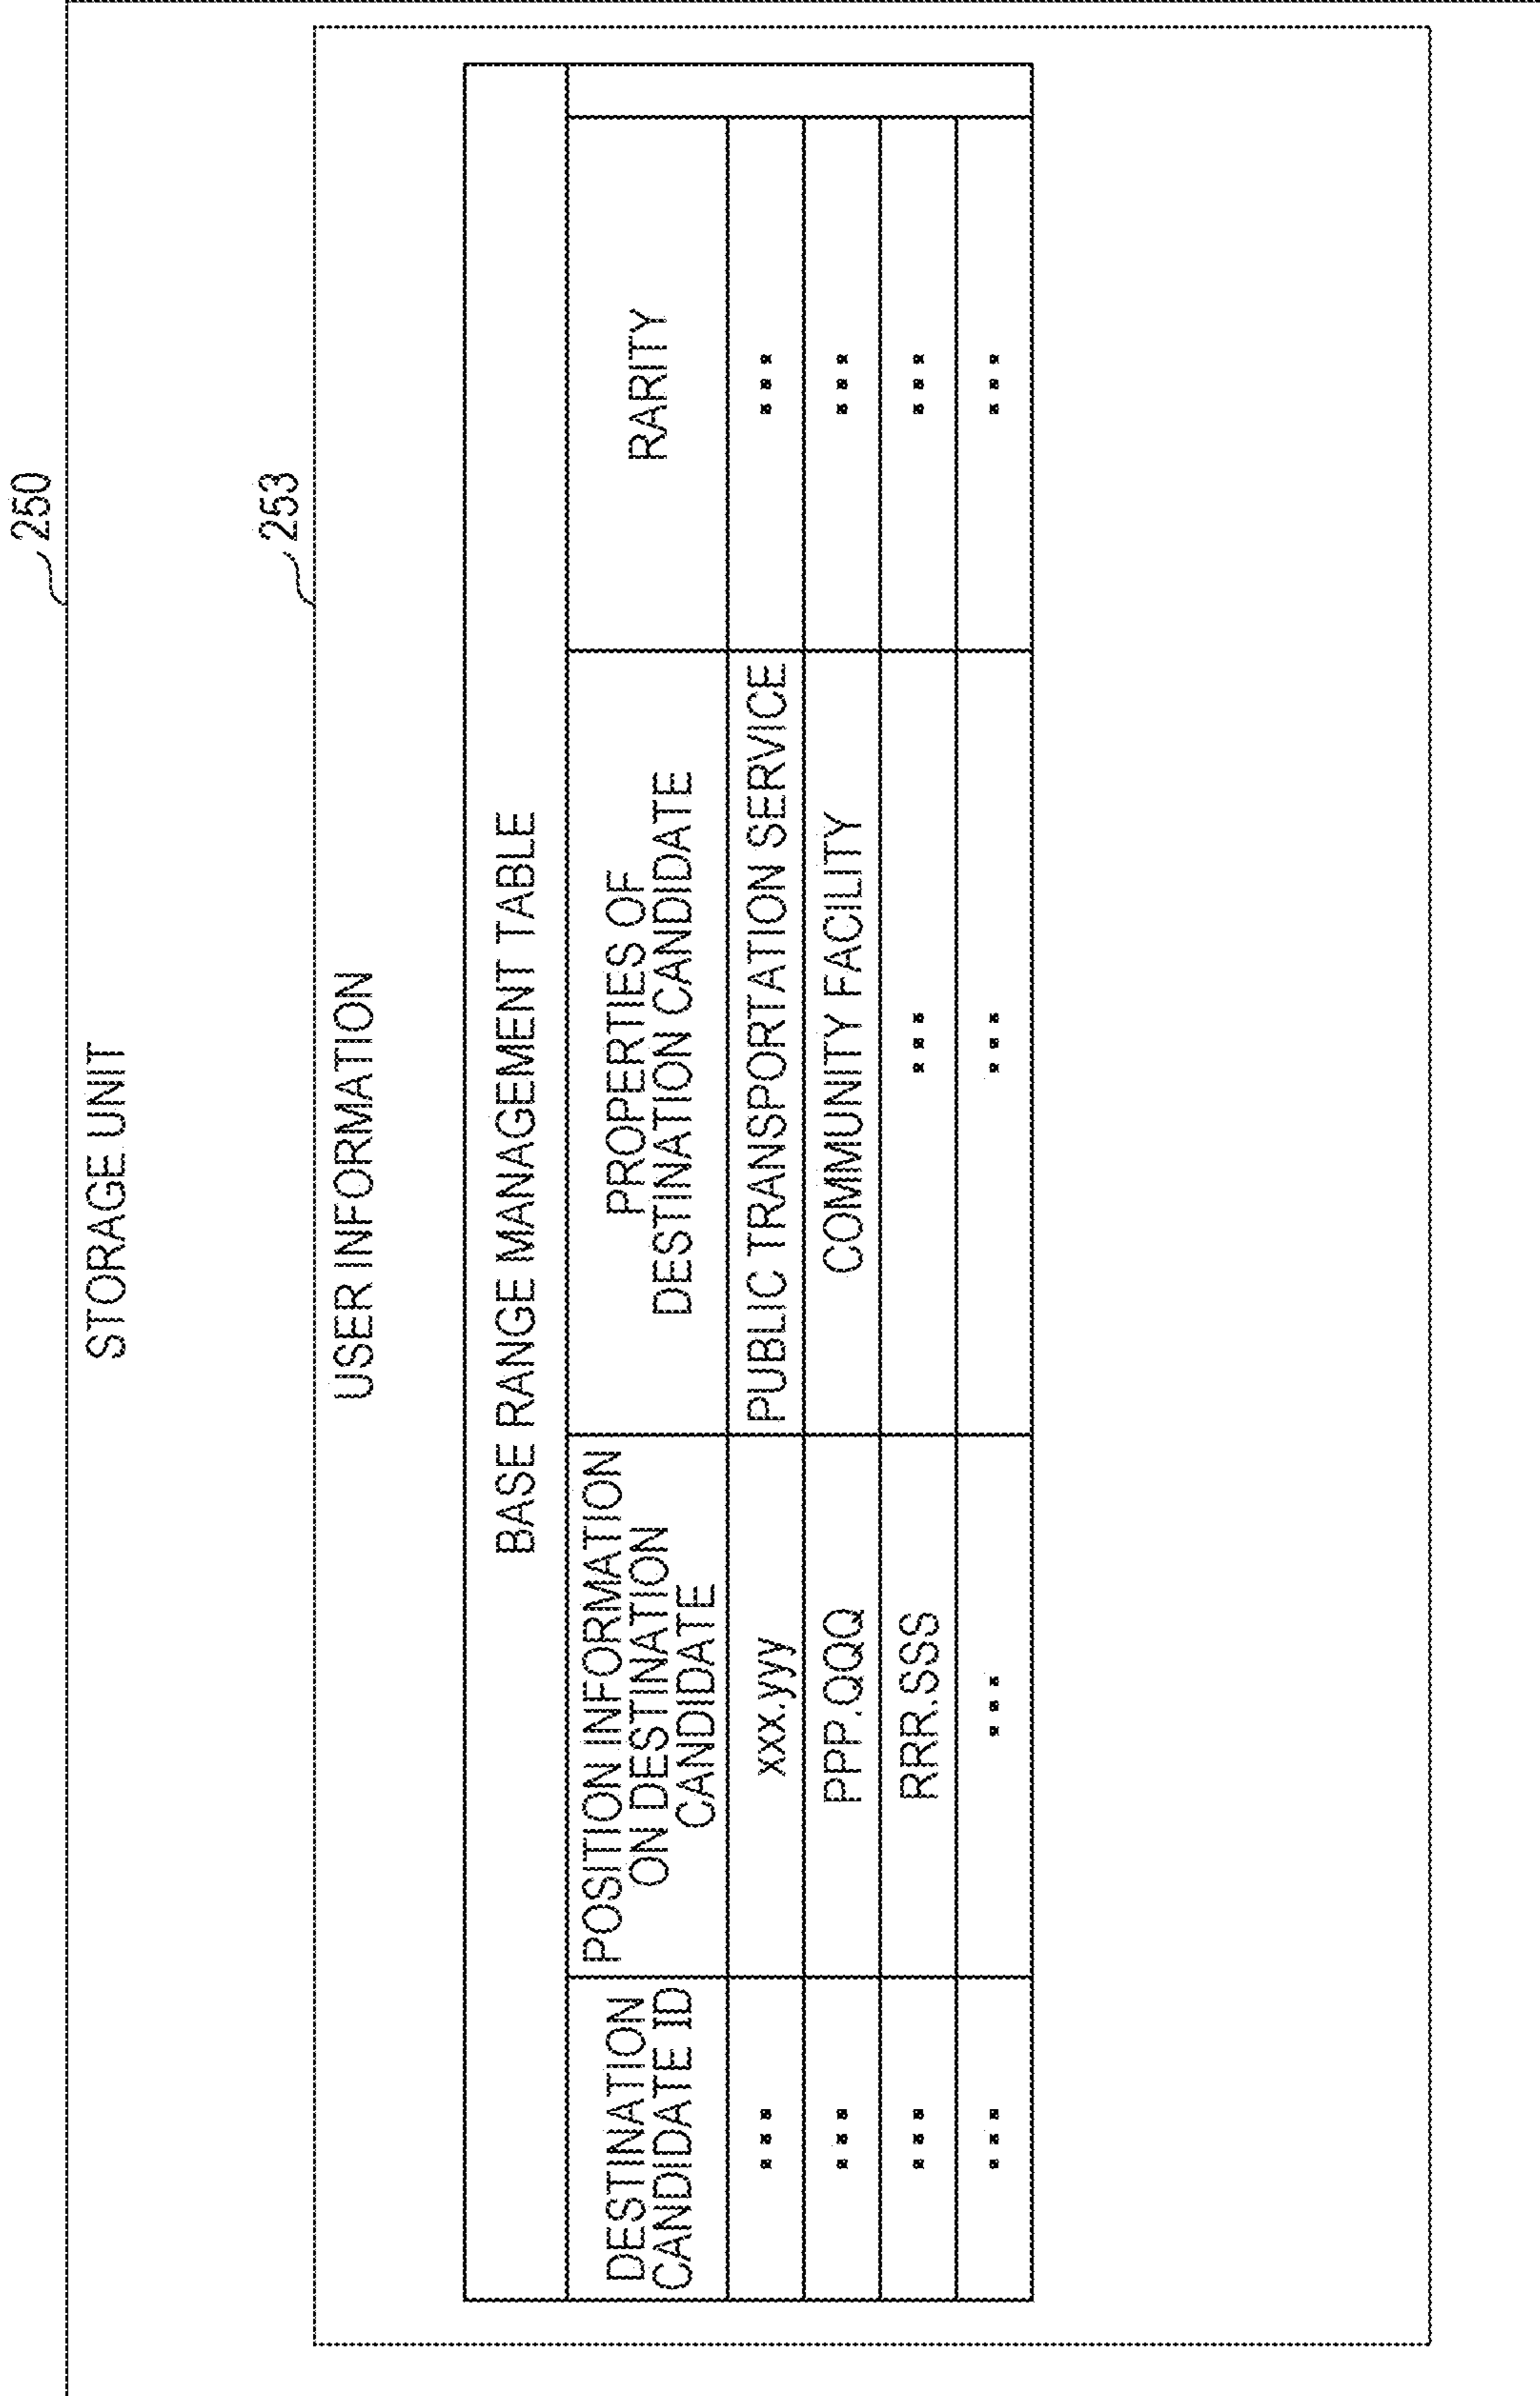 250
STORAGE UNIT
253
USER INFORMATION
BASE RANGE MANAGEMENT TABLE
DESTINATION
CANDIDATE ID
POSITION INFORMATION
ON DESTINATION
CANDIDATE
PROPERTIES OF
DESTINATION CANDIDATE
RARITY
... xxx.yyy PUBLIC TRANSPORTATION SERVICE ...
... PPP.QQQ COMMUNITY FACILITY ...
... RRR.SSS ... ...
... ... ... ...